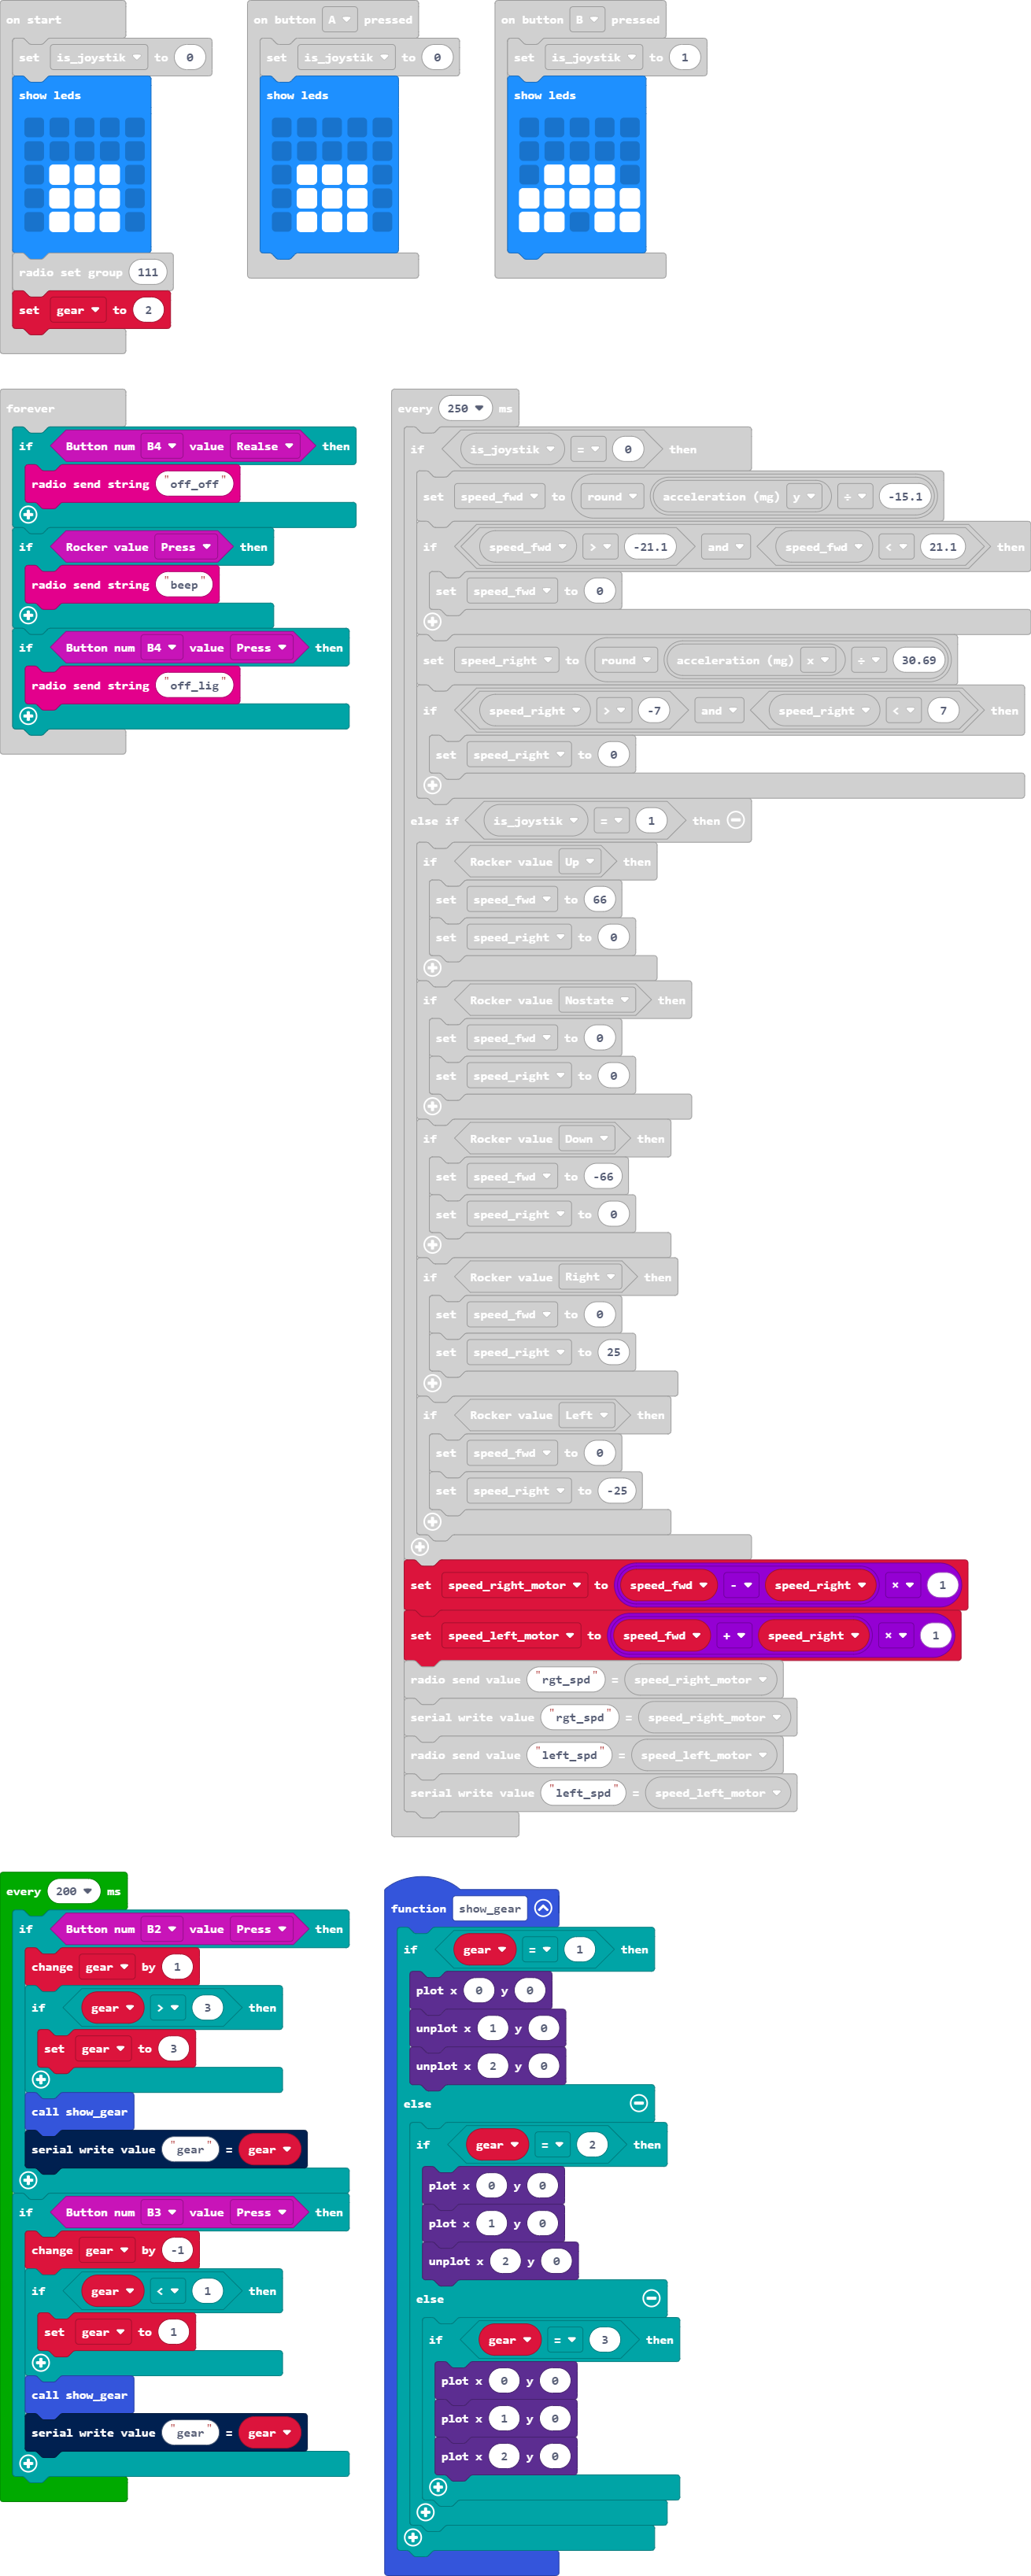 on start
set is_joystik to 0
show leds
radio set group 111
set gear to 2
on button A pressed
set is_joystik to 0
show leds
on button B pressed
set is_joystik to 1
show leds
forever
if Button num B4 value Realse then
radio send string "off_off"
if Rocker value Press then
radio send string "beep"
if Button num B4 value Press then
radio send string "off_lig"
every 250 ms
if is_joystik = 0 then
set speed_fwd to round acceleration (mg) y ÷ -15.1
if speed_fwd > -21.1 and speed_fwd < 21.1 then
set speed_fwd to 0
set speed_right to round acceleration (mg) x ÷ 30.69
if speed_right > -7 and speed_right < 7 then
set speed_right to 0
else if is_joystik = 1 then
if Rocker value Up then
set speed_fwd to 66
set speed_right to 0
if Rocker value Nostate then
set speed_fwd to 0
set speed_right to 0
if Rocker value Down then
set speed_fwd to -66
set speed_right to 0
if Rocker value Right then
set speed_fwd to 0
set speed_right to 25
if Rocker value Left then
set speed_fwd to 0
set speed_right to -25
set speed_right_motor to speed_fwd - speed_right × 1
set speed_left_motor to speed_fwd + speed_right × 1
radio send value "rgt_spd" = speed_right_motor
serial write value "rgt_spd" = speed_right_motor
radio send value "left_spd" = speed_left_motor
serial write value "left_spd" = speed_left_motor
every 200 ms
if Button num B2 value Press then
change gear by 1
if gear > 3 then
set gear to 3
call show_gear
serial write value "gear" = gear
if Button num B3 value Press then
change gear by -1
if gear < 1 then
set gear to 1
call show_gear
serial write value "gear" = gear
function show_gear
if gear = 1 then
plot x 0 y 0
unplot x 1 y 0
unplot x 2 y 0
else
if gear = 2 then
plot x 0 y 0
plot x 1 y 0
unplot x 2 y 0
else
if gear = 3 then
plot x 0 y 0
plot x 1 y 0
plot x 2 y 0